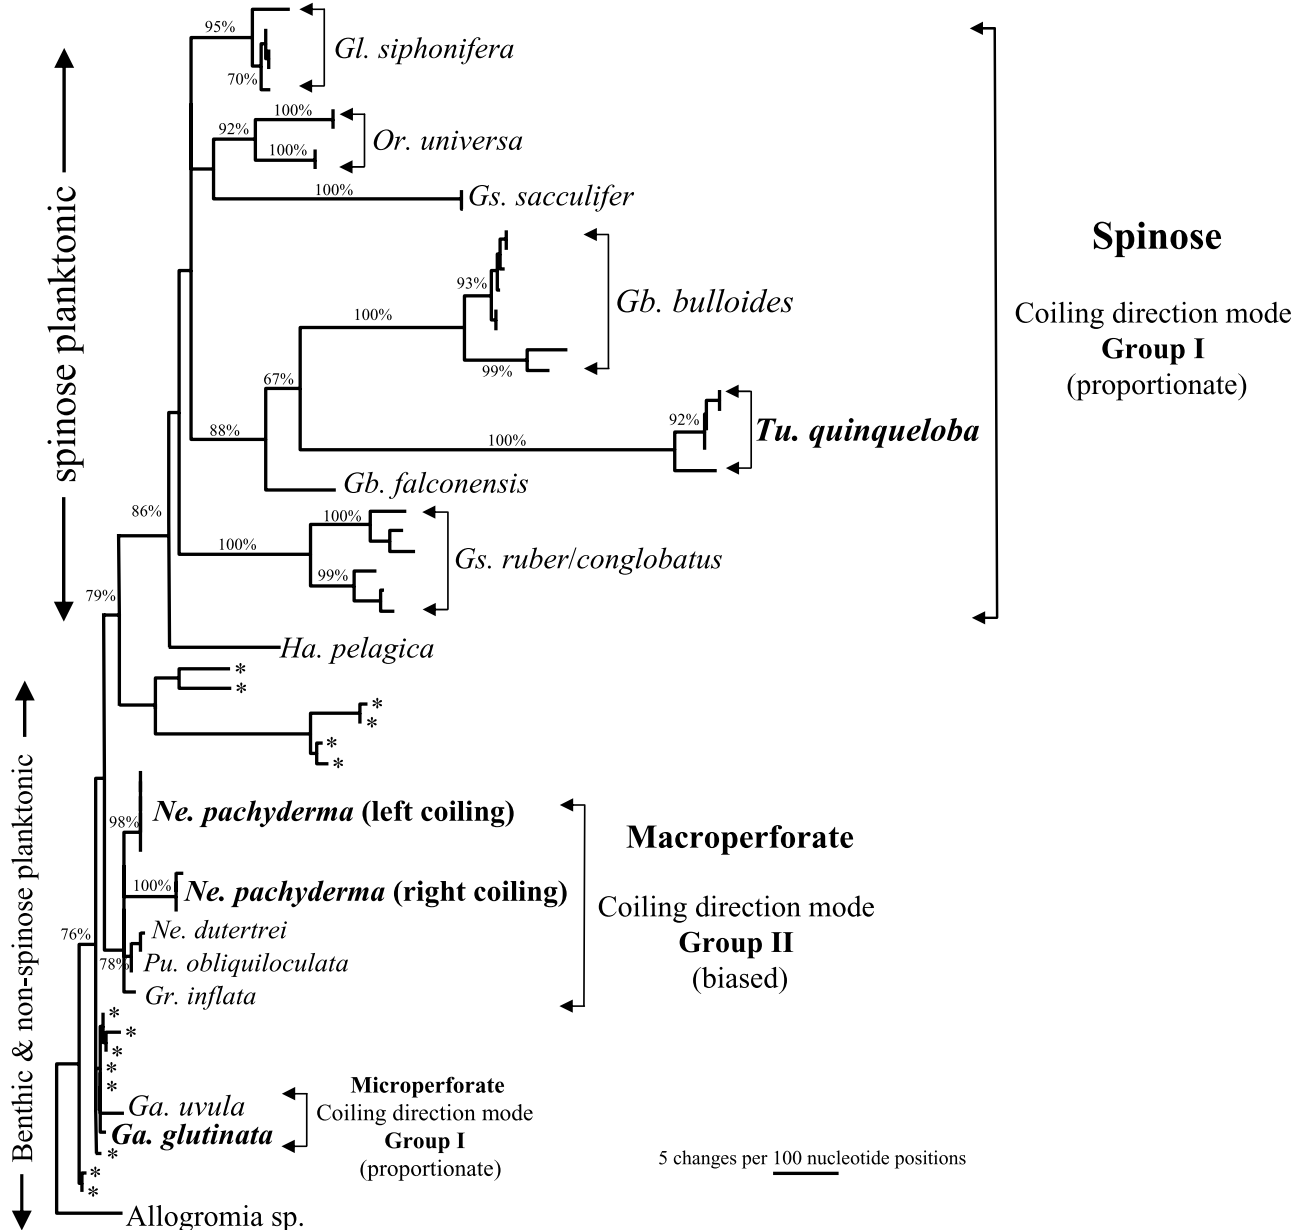 95%
Gl. siphonifera
70%
100%
92%
Or. universa
100%
100%
Gs. sacculifer
spinose planktonic
Spinose
Coiling direction mode
Group I
(proportionate)
93%
Gb. bulloides
100%
99%
67%
92%
Tu. quinqueloba
88%
100%
Gb. falconensis
86%
100%
100%
Gs. ruber/conglobatus
99%
79%
Ha. pelagica
*
*
*
*
*
*
Benthic & non-spinose planktonic
98%
Ne. pachyderma (left coiling)
Macroperforate
100%
Ne. pachyderma (right coiling)
Coiling direction mode
Group II
(biased)
76%
Ne. dutertrei
78%
Pu. obliquiloculata
Gr. inflata
*
*
*
*
*
Microperforate
Coiling direction mode
Group I
(proportionate)
Ga. uvula
Ga. glutinata
*
*
*
5 changes per 100 nucleotide positions
Allogromia sp.